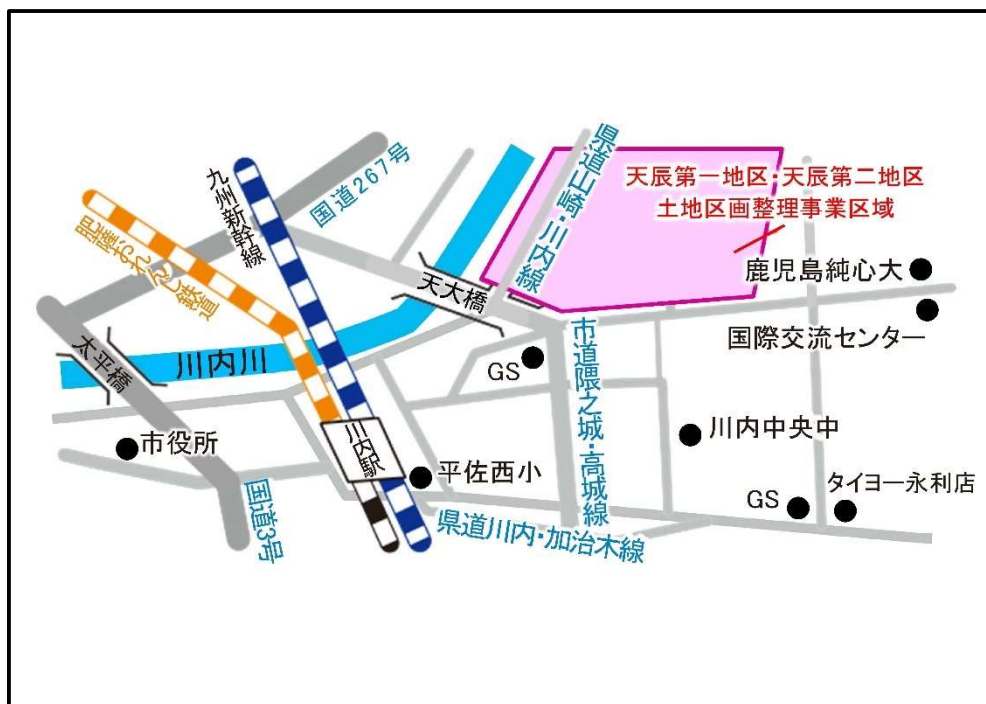 国道267号
九州新幹線
肥薩おれんじ鉄道
県道山崎・川内線
天辰第一地区・天辰第二地区
土地区画整理事業区域
鹿児島純心大
国際交流センター
天大橋
太平橋
川内川
GS
市道隈之城・高城線
市役所
川内駅
平佐西小
川内中央中
国道3号
県道川内・加治木線
GS
タイヨー永利店